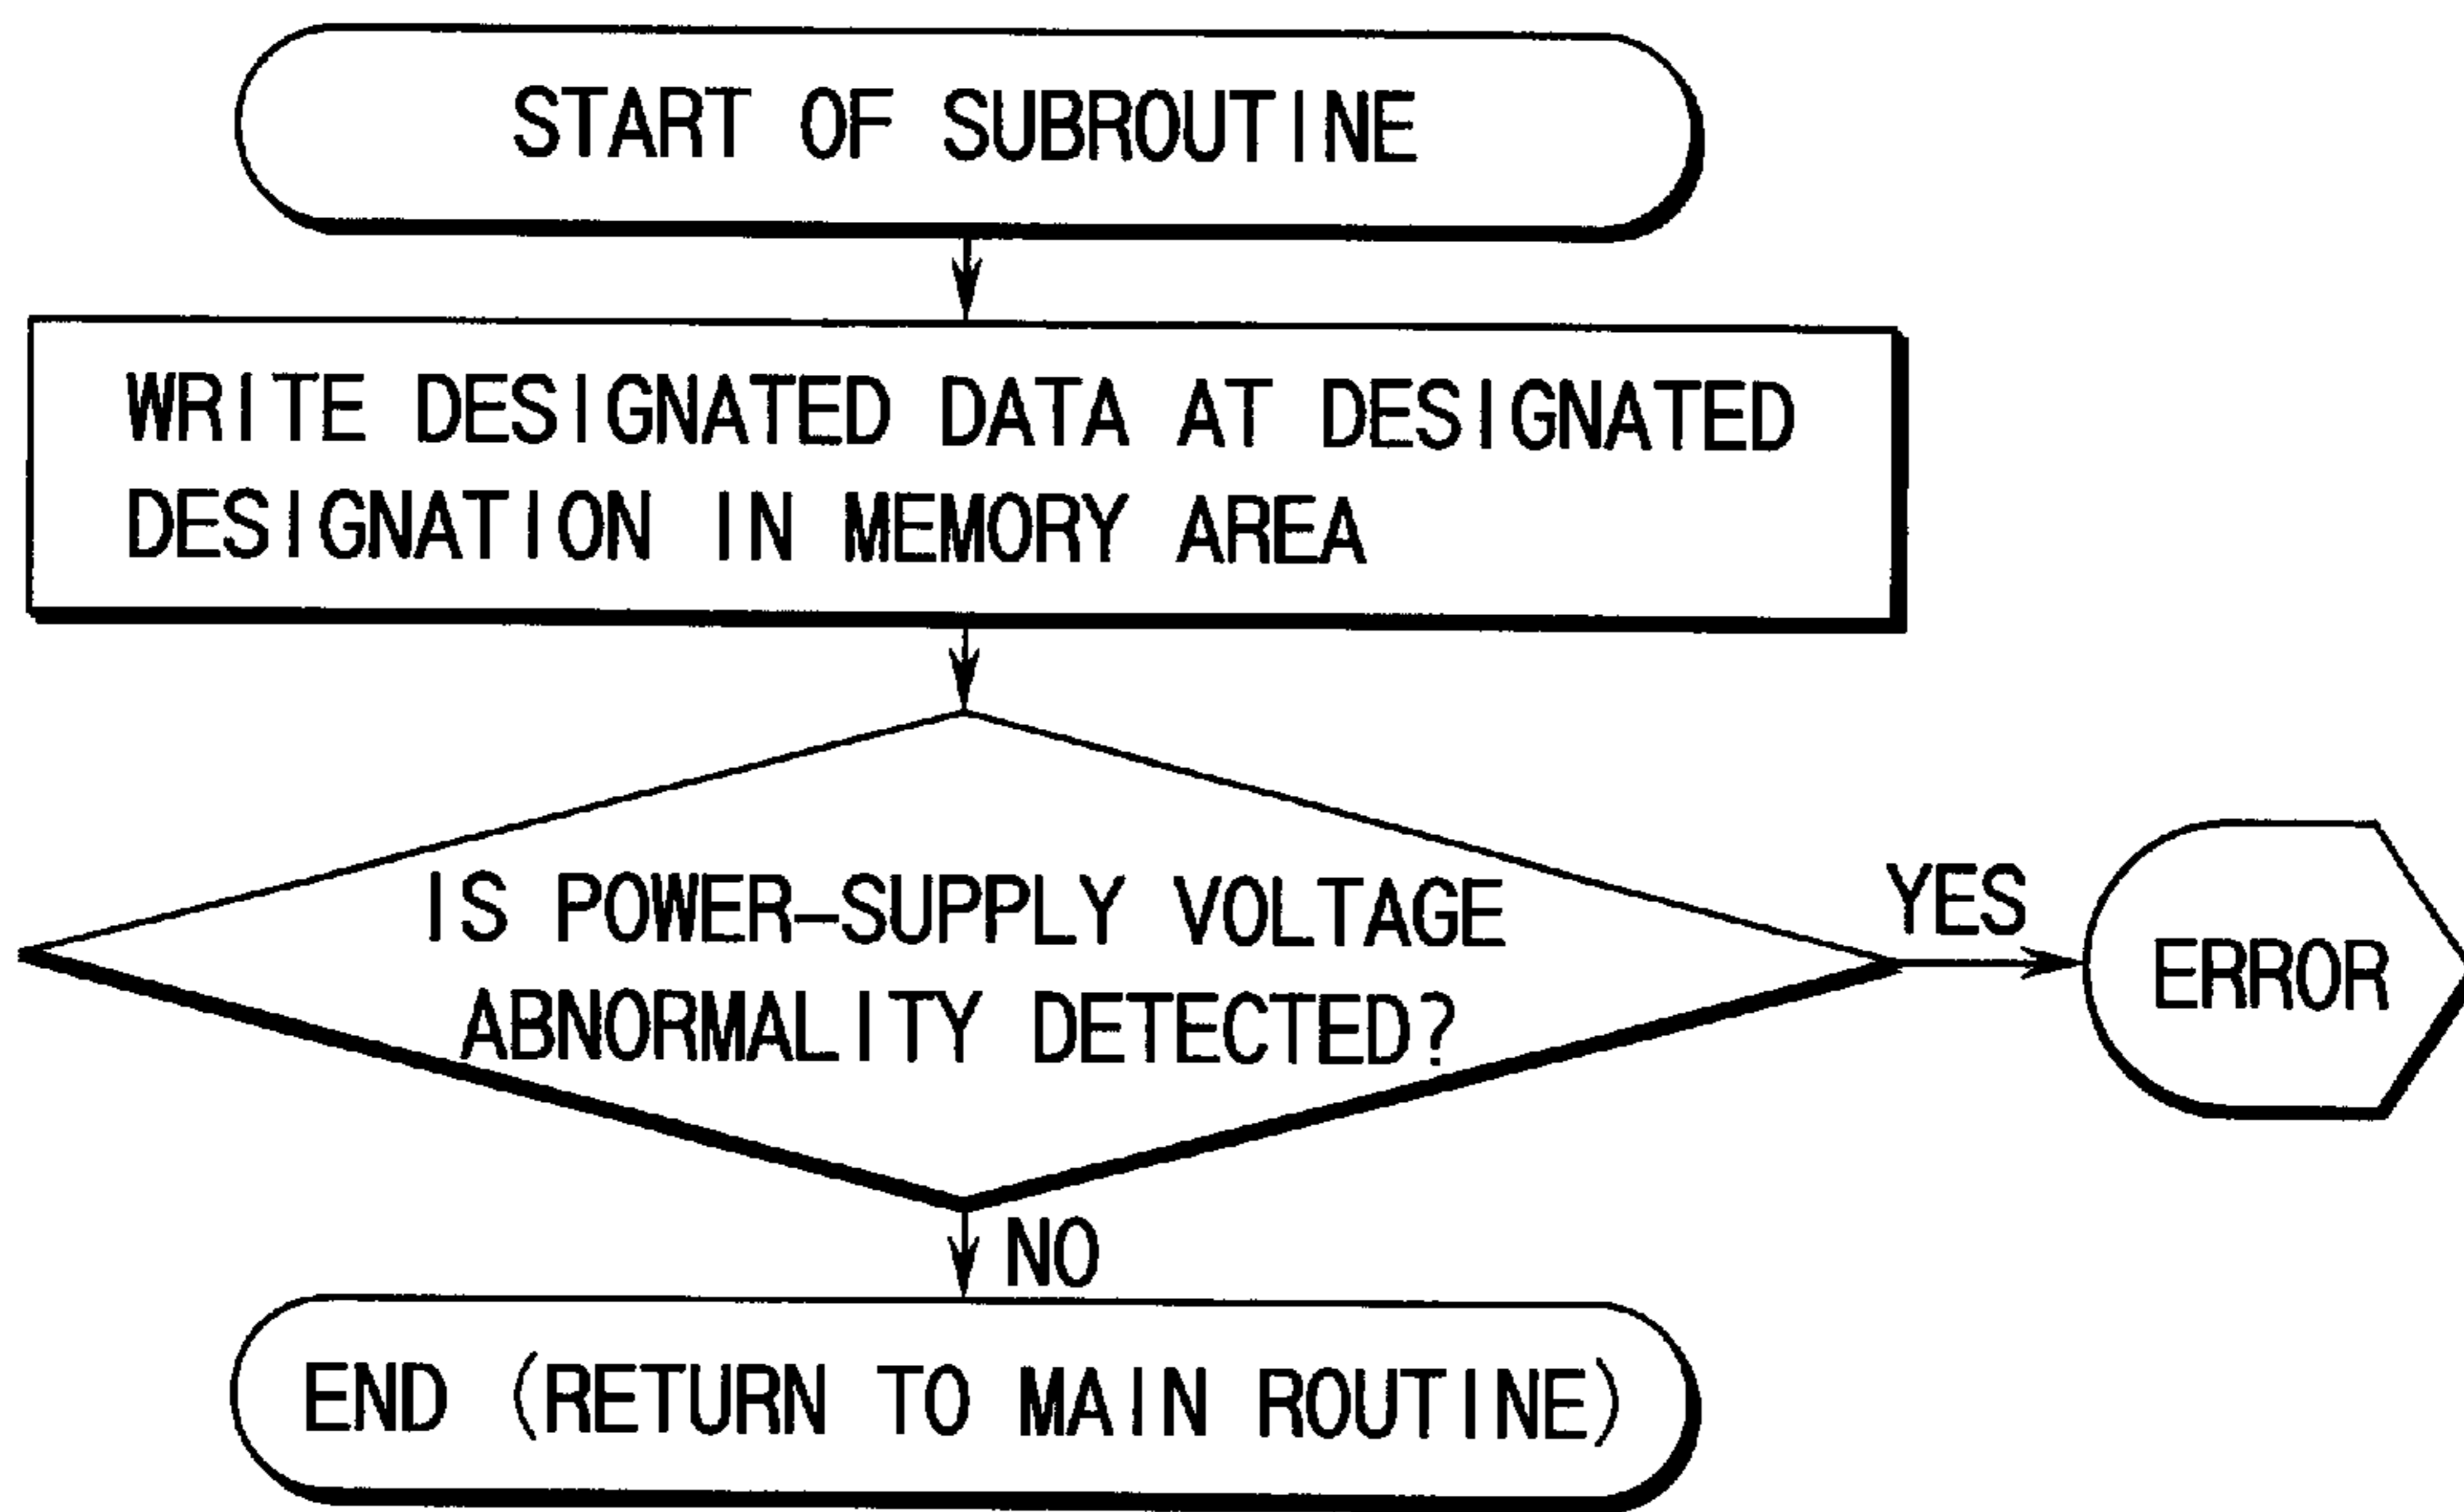 START OF SUBROUTINE
WRITE DESIGNATED DATA AT DESIGNATED
DESIGNATION IN MEMORY AREA
IS POWER-SUPPLY VOLTAGE
ABNORMALITY DETECTED?
YES
ERROR
NO
END (RETURN TO MAIN ROUTINE)